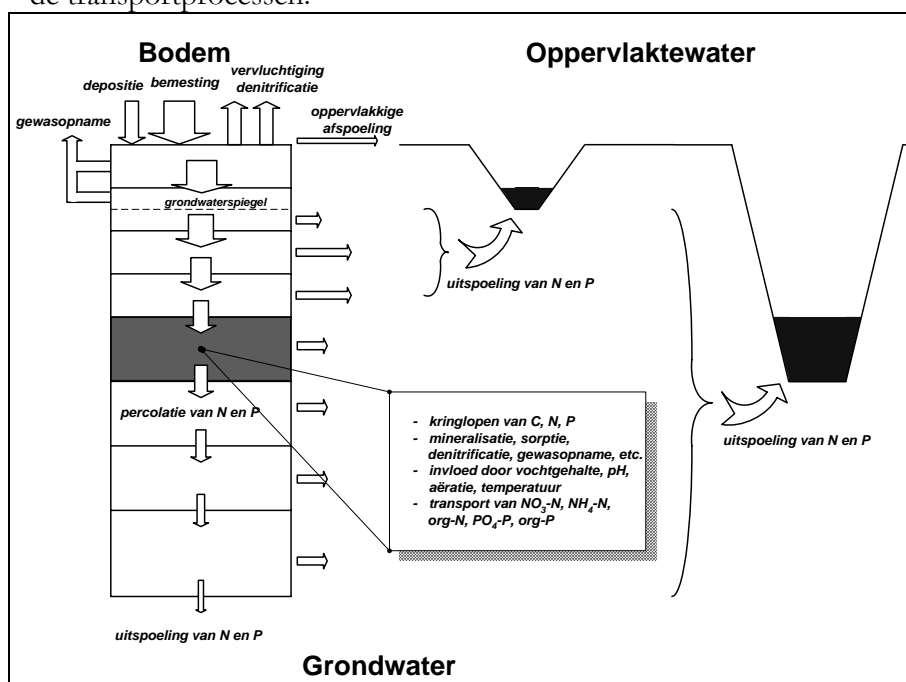 de transportprocessen.
Bodem
Oppervlaktewater
vervluchtiging
denitrificatie
depositie
bemesting
oppervlakkige
afspoeling
gewasopname
grondwaterspiegel
uitspoeling van N en P
percolatie van N en P
- kringlopen van C, N, P
- mineralisatie, sorptie,
denitrificatie, gewasopname, etc.
- invloed door vochtgehalte, pH,
aëratie, temperatuur
- transport van NO3-N, NH4-N,
org-N, PO4-P, org-P
uitspoeling van N en P
uitspoeling van N en P
Grondwater